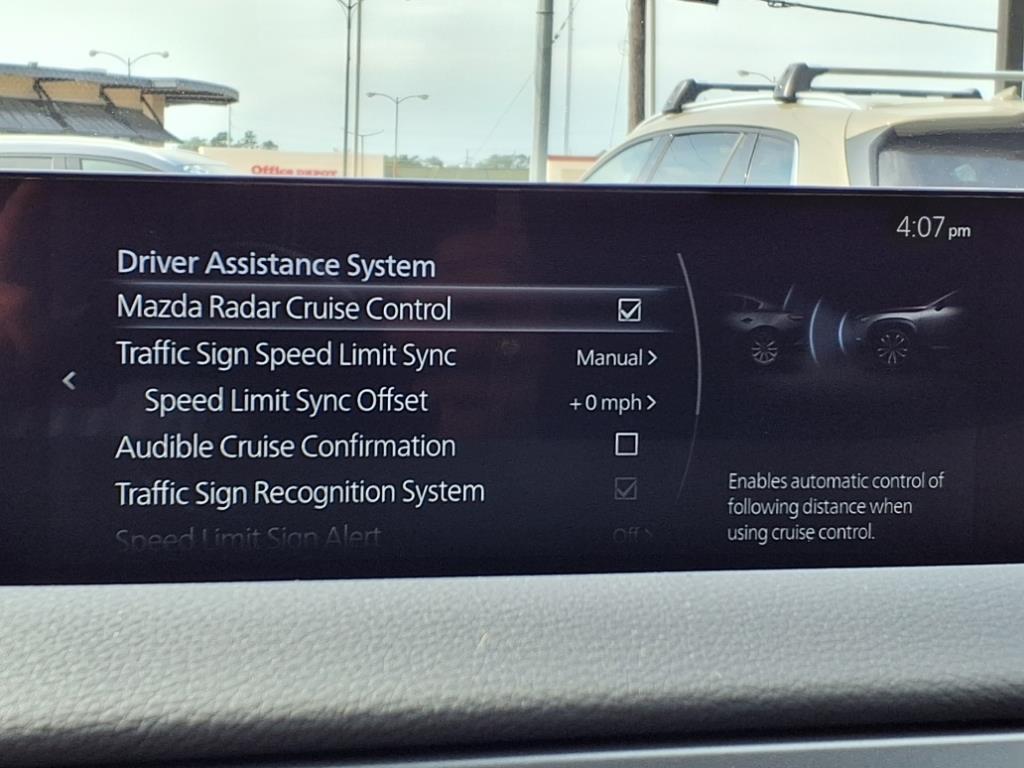 Office DEPOT
4:07 pm
Driver Assistance System
Mazda Radar Cruise Control
Traffic Sign Speed Limit Sync Manual >
Speed Limit Sync Offset +0 mph >
Audible Cruise Confirmation
Traffic Sign Recognition System
Speed Limit Sign Alert Off >
Enables automatic control of
following distance when
using cruise control.